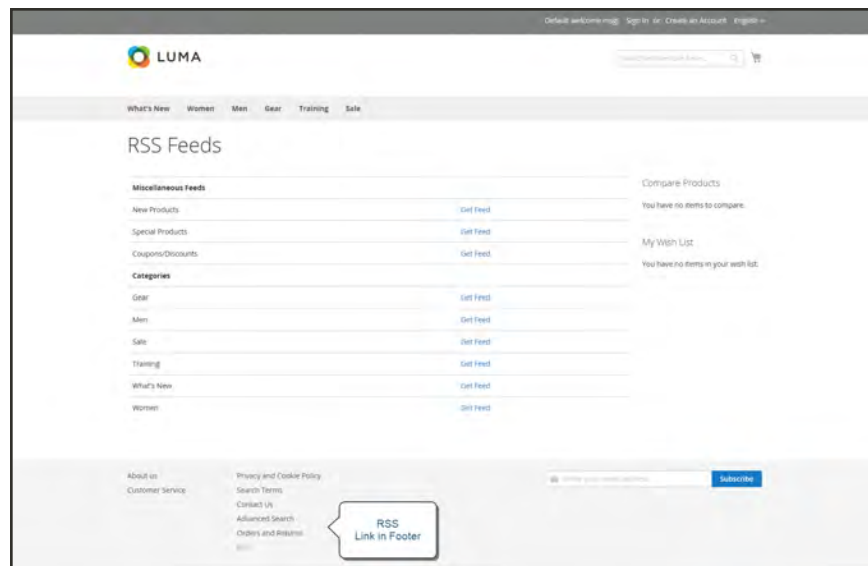 Default welcome msg! Sign In or Create an Account English
LUMA
What's New Women Men Gear Training Sale
RSS Feeds
Miscellaneous Feeds
New Products Get Feed
Special Products Get Feed
Coupons/Discounts Get Feed
Categories
Gear Get Feed
Men Get Feed
Sale Get Feed
Training Get Feed
What's New Get Feed
Women Get Feed
Compare Products
You have no items to compare.
My Wish List
You have no items in your wish list.
About us
Customer Service
Privacy and Cookie Policy
Search Terms
Contact Us
Advanced Search
Orders and Returns
RSS
Link in Footer
Enter your email address
Subscribe